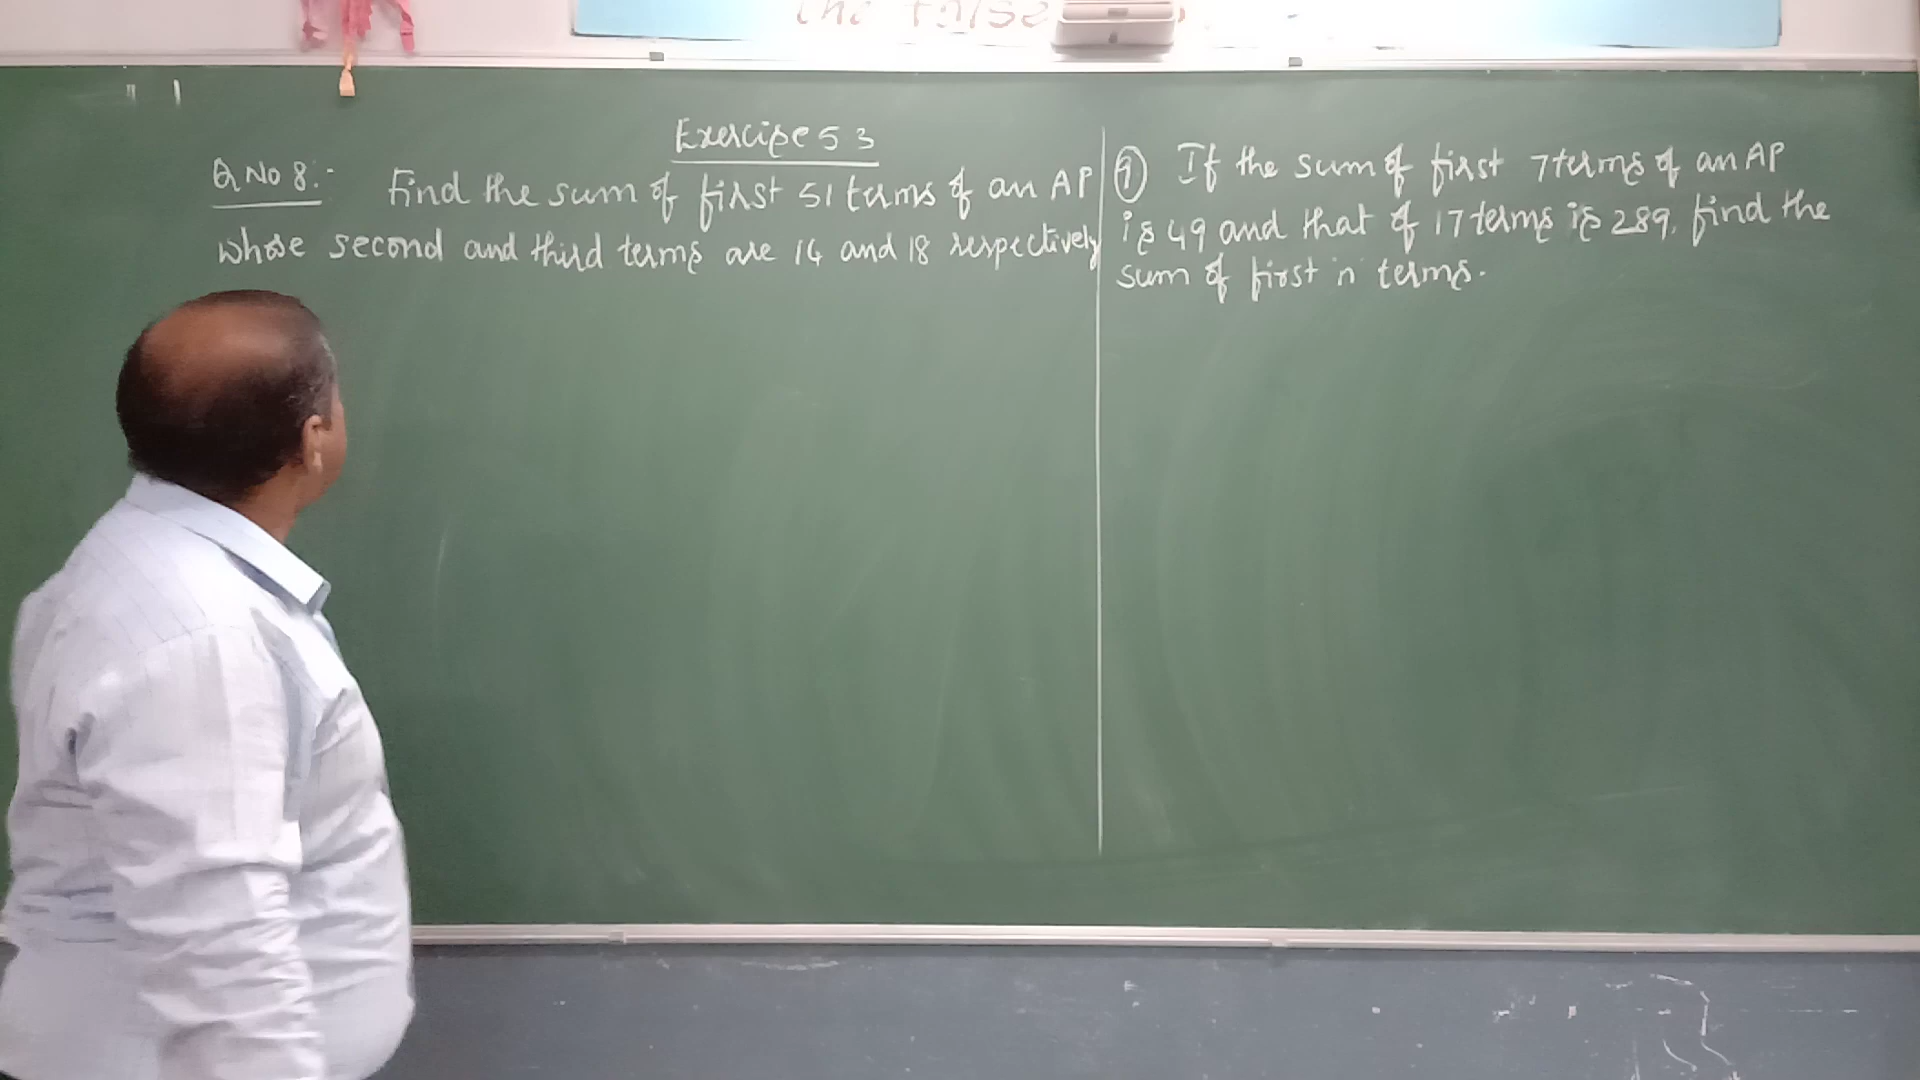 the false
Exercise 5 3
Q No 8:- Find the sum of first 51 terms of an AP
whose second and third terms are 14 and 18 respectively
9 If the sum of first 7 terms of an AP
is 49 and that of 17 terms is 289, find the
sum of first 'n' terms.